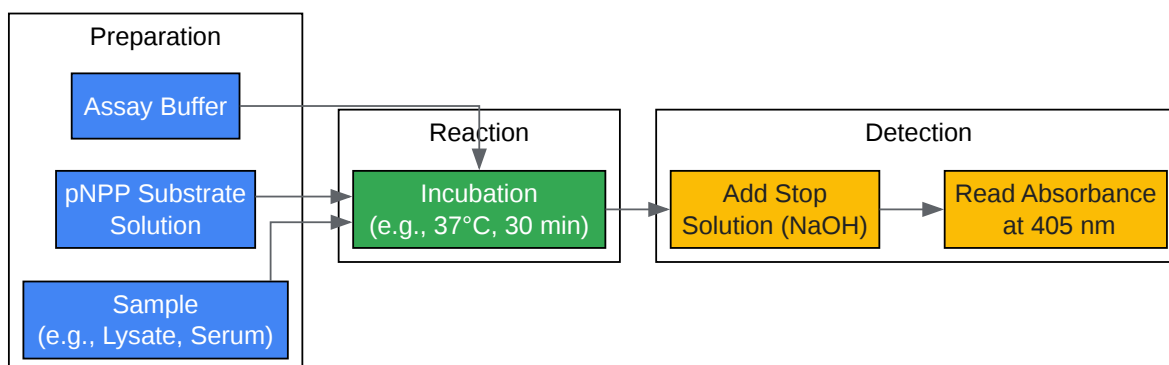 Preparation
Assay Buffer
pNPP Substrate
Solution
Sample
(e.g., Lysate, Serum)
Reaction
Incubation
(e.g., 37°C, 30 min)
Detection
Add Stop
Solution (NaOH)
Read Absorbance
at 405 nm